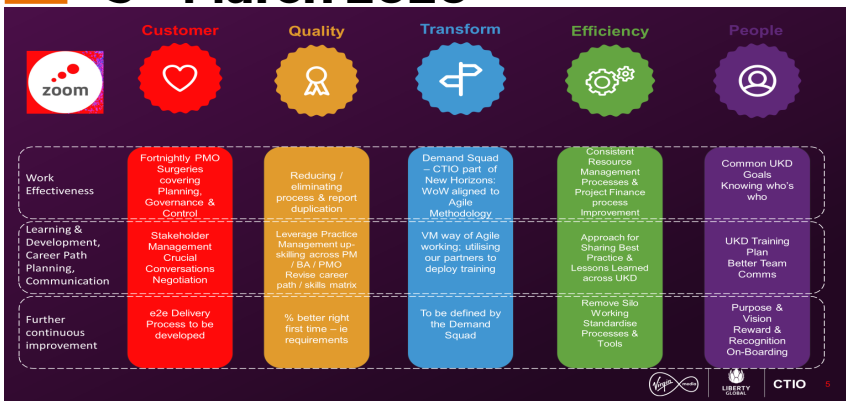 Customer
Quality
Transform
Efficiency
People
zoom
Work
Effectiveness
Fortnightly PMO
Surgeries
covering
Planning,
Governance &
Control
Reducing /
eliminating
process & report
duplication
Demand Squad
– CTIO part of
New Horizons:
WoW aligned to
Agile
Methodology
Consistent
Resource
Management
Processes &
Project Finance
process
Improvement
Common UKD
Goals
Knowing who's
who
Learning &
Development,
Career Path
Planning,
Communication
Stakeholder
Management
Crucial
Conversations
Negotiation
Leverage Practice
Management up-
skilling across PM
/ BA / PMO
Revise career
path / skills matrix
VM way of Agile
working; utilising
our partners to
deploy training
Approach for
Sharing Best
Practice &
Lessons Learned
across UKD
UKD Training
Plan
Better Team
Comms
Further
continuous
improvement
e2e Delivery
Process to be
developed
% better right
first time – ie
requirements
To be defined by
the Demand
Squad
Remove Silo
Working
Standardise
Processes &
Tools
Purpose &
Vision
Reward &
Recognition
On-Boarding
Virgin media
LIBERTY
GLOBAL
CTIO
5